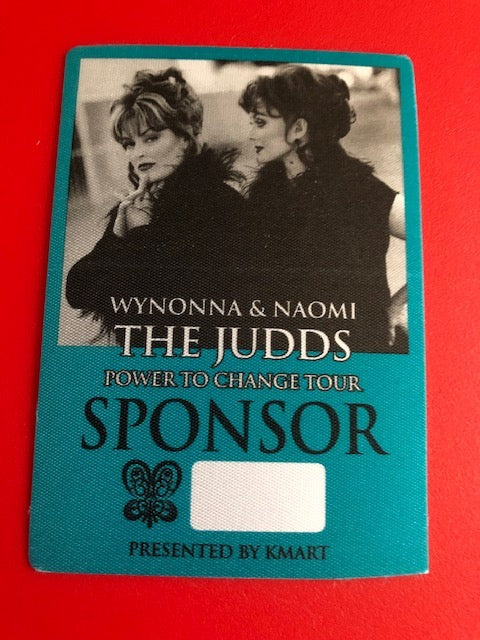 WYNONNA & NAOMI
THE JUDDS
POWER TO CHANGE TOUR
SPONSOR
PRESENTED BY KMART